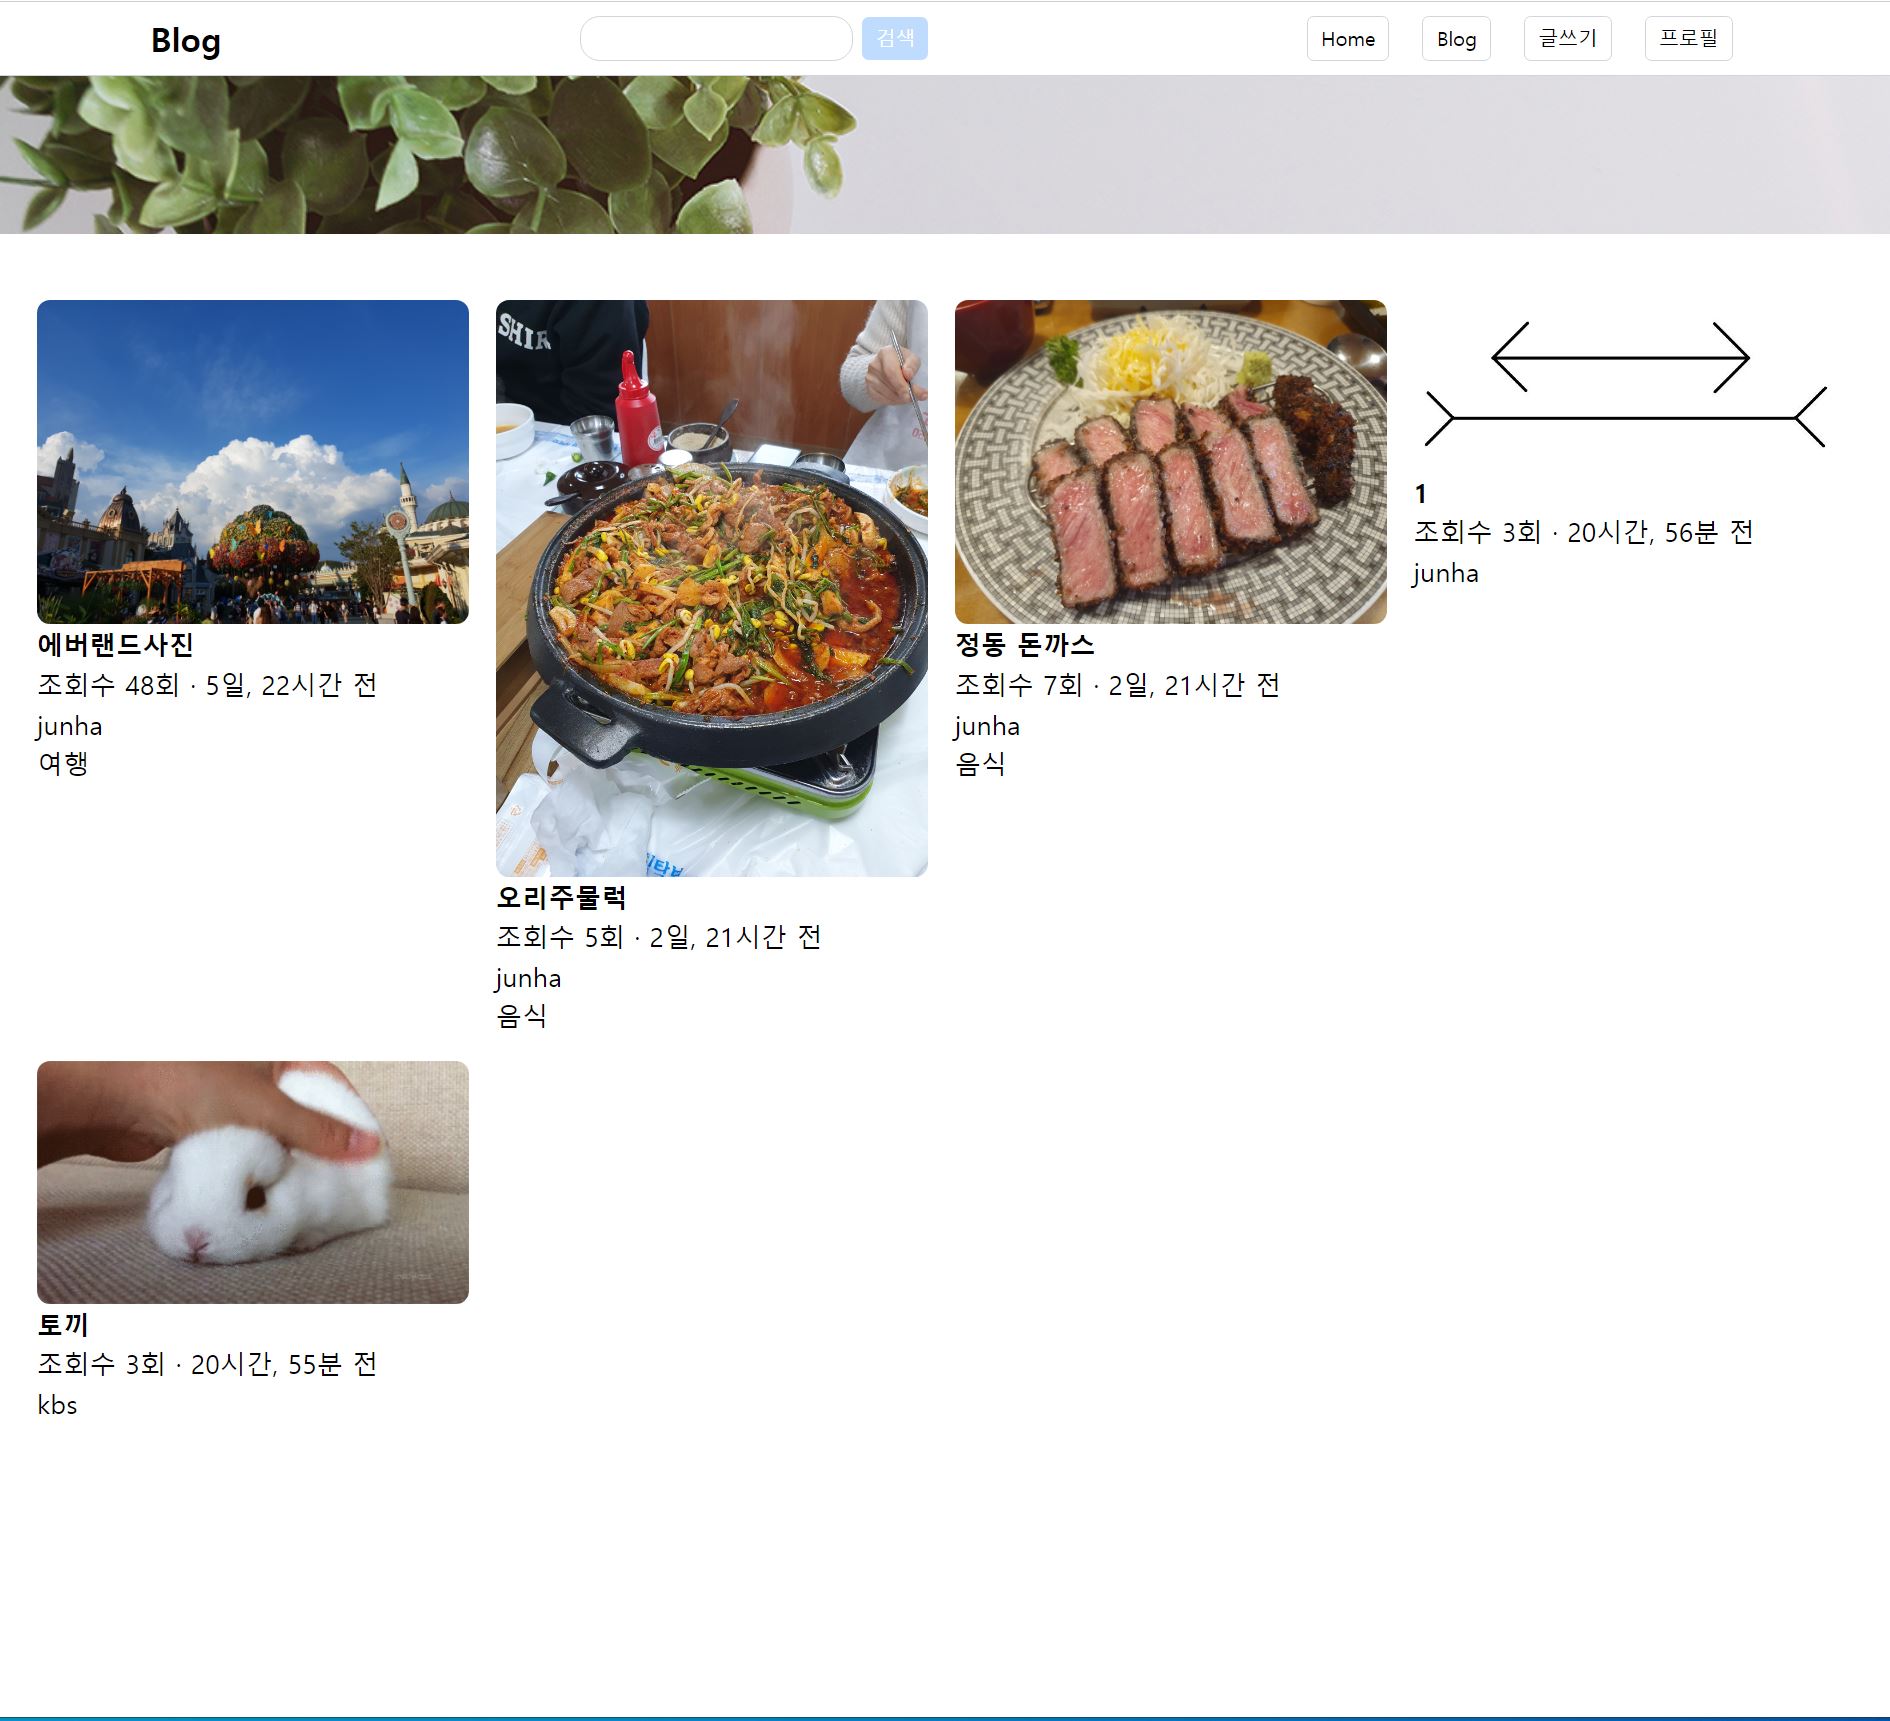 Blog
검색
Home
Blog
글쓰기
프로필
SHIR
에버랜드사진
조회수 48회 · 5일, 22시간 전
junha
여행
오리주물럭
조회수 5회 · 2일, 21시간 전
junha
음식
정동 돈까스
조회수 7회 · 2일, 21시간 전
junha
음식
1
조회수 3회 · 20시간, 56분 전
junha
토끼
조회수 3회 · 20시간, 55분 전
kbs